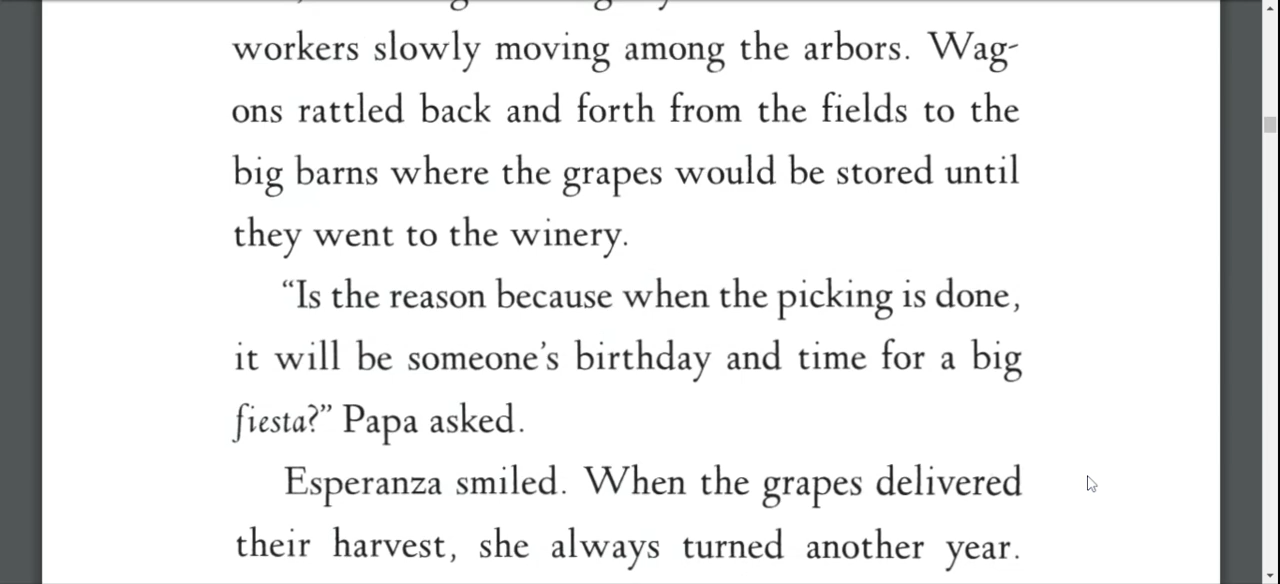 workers slowly moving among the arbors. Wag-
ons rattled back and forth from the fields to the
big barns where the grapes would be stored until
they went to the winery.
“Is the reason because when the picking is done,
it will be someone’s birthday and time for a big
fiesta?” Papa asked.
Esperanza smiled. When the grapes delivered
their harvest, she always turned another year.